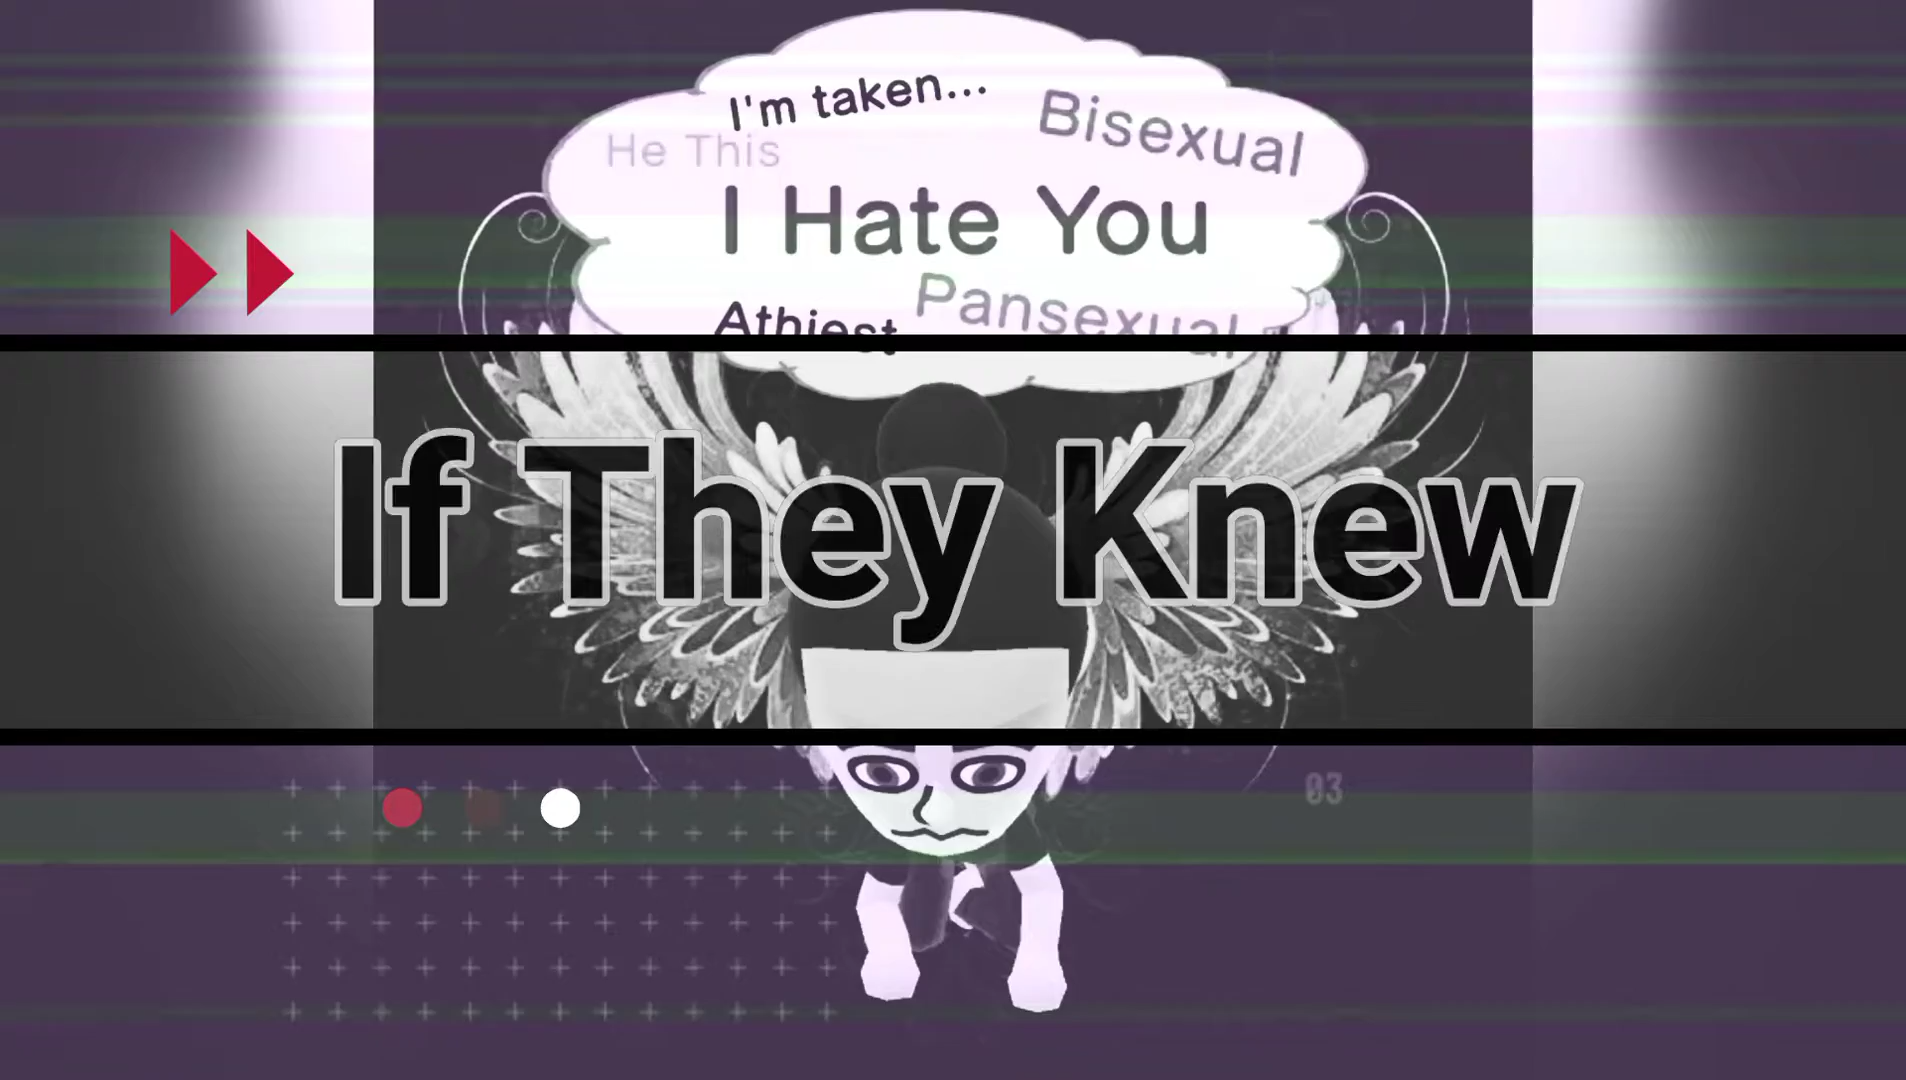 I'm taken...
Bisexual
He This
I Hate You
Pansexual
Athiest
If They Knew
03